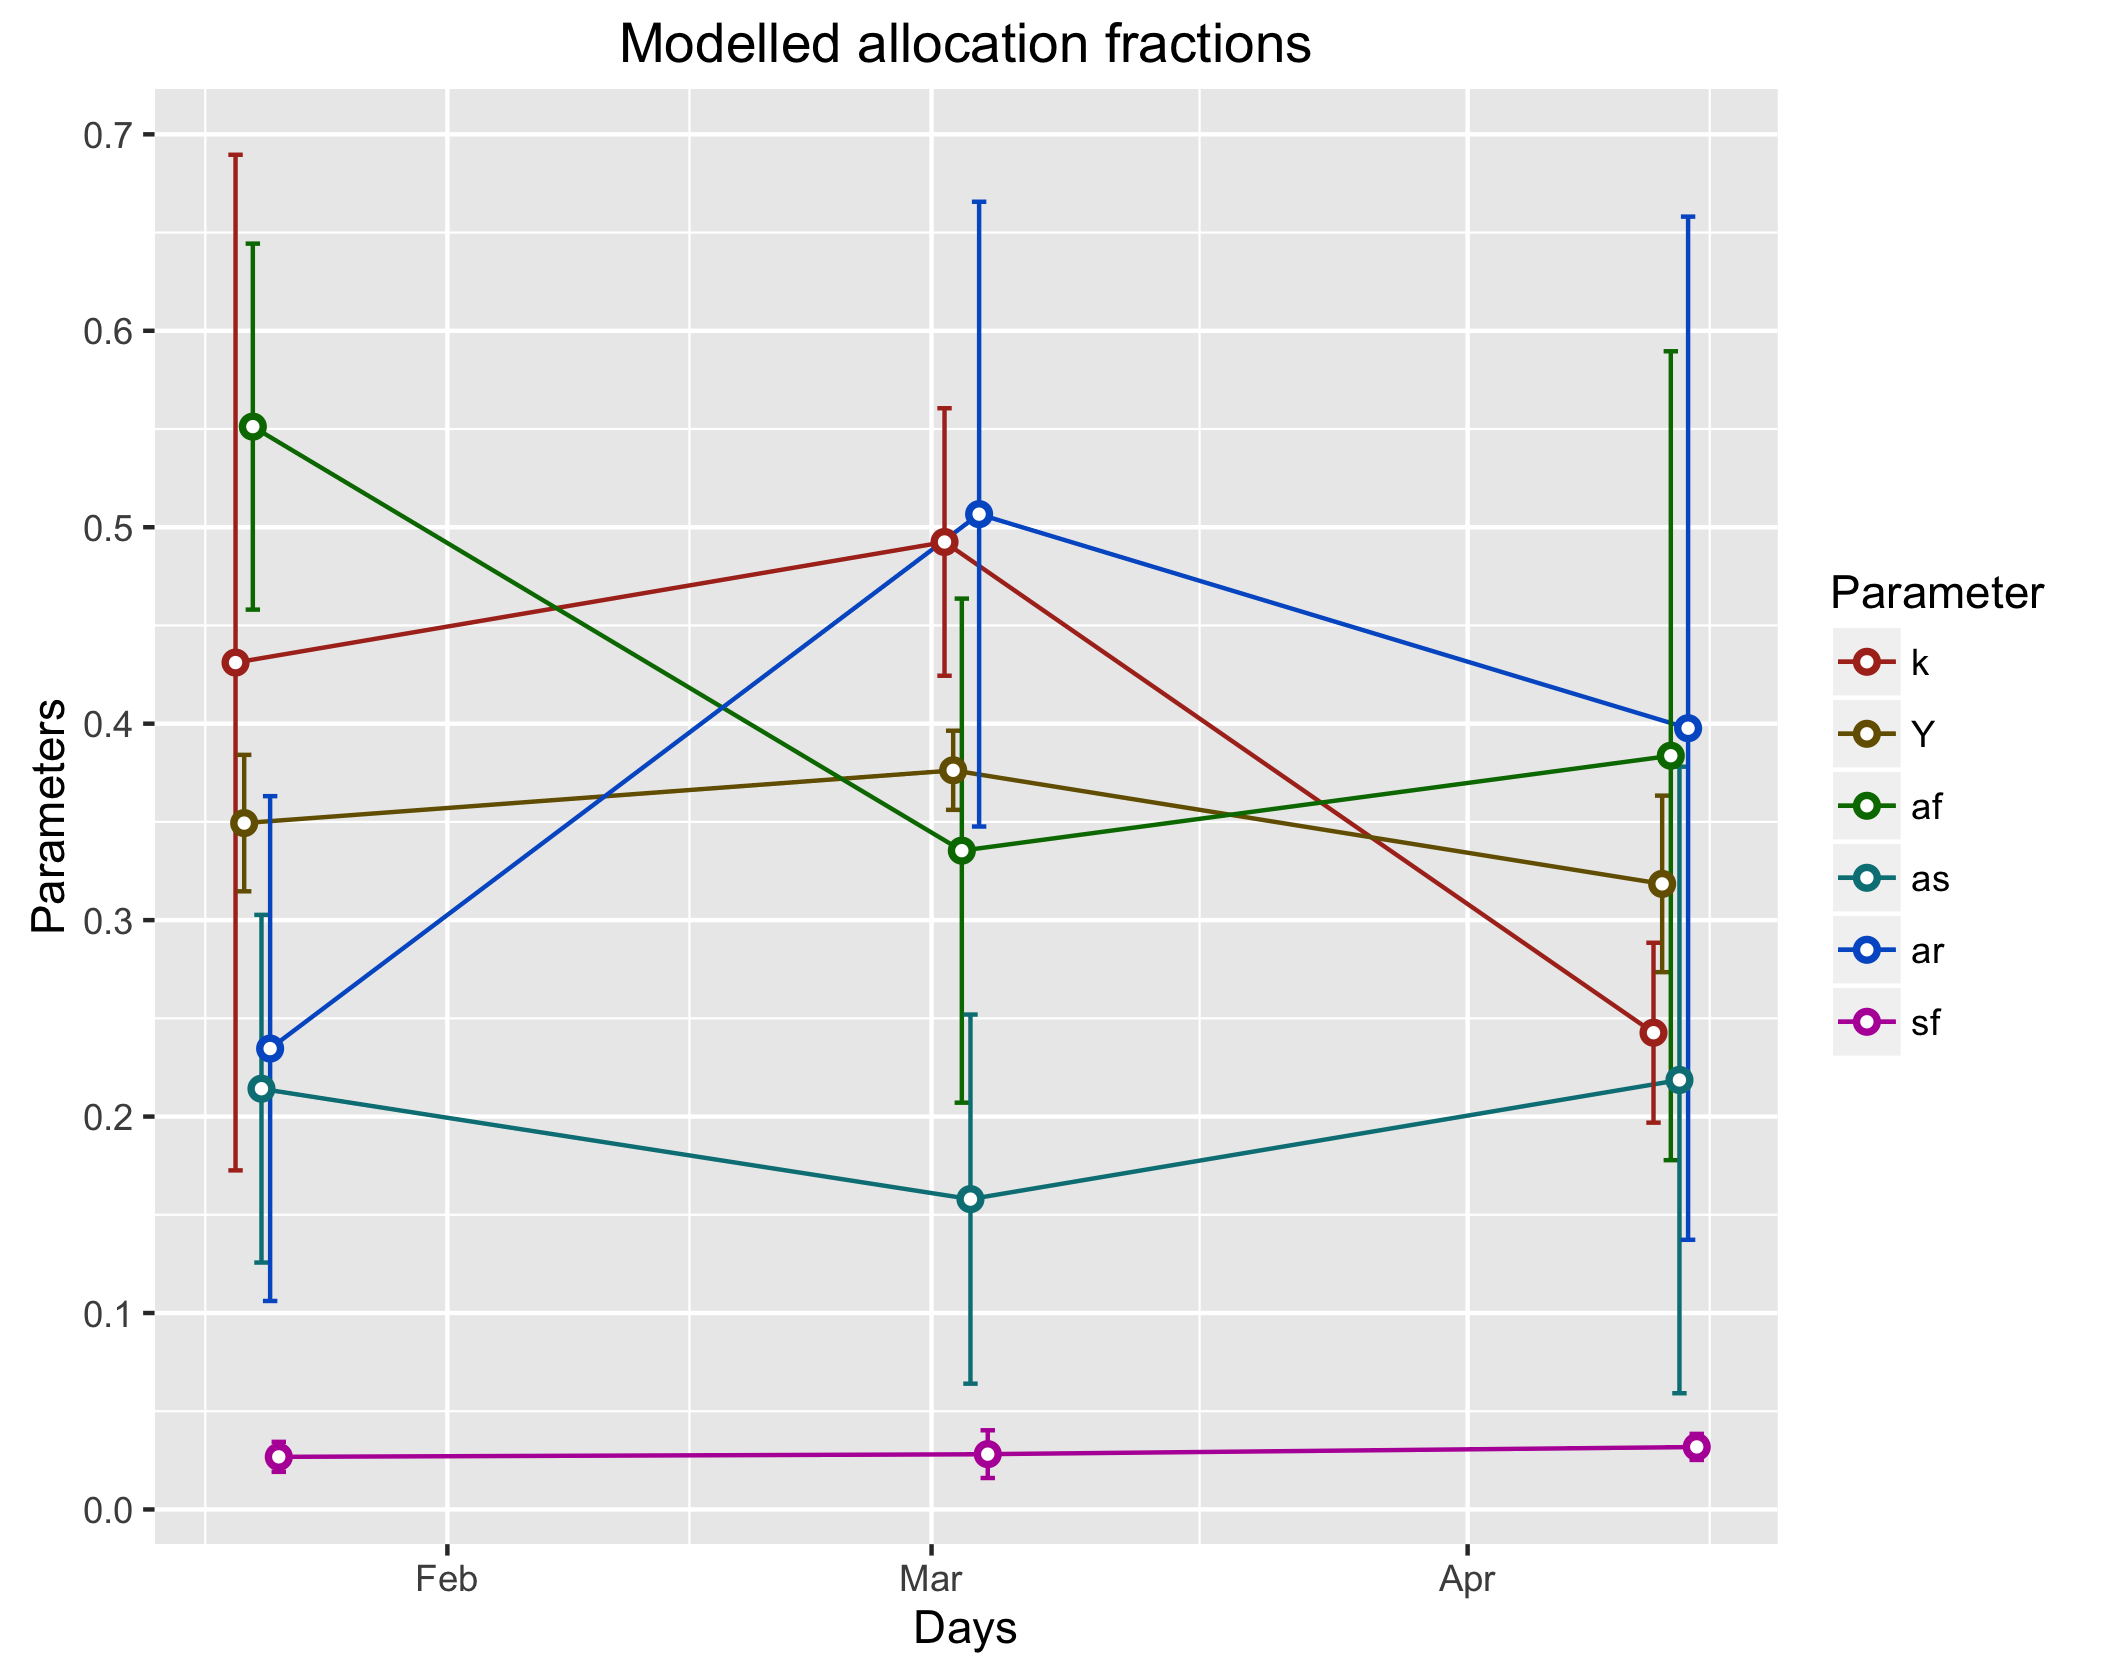 Modelled allocation fractions
0.7
0.6
0.5
0.4
0.3
0.2
0.1
0.0
Parameters
Feb
Mar
Apr
Days
Parameter
k
Y
af
as
ar
sf